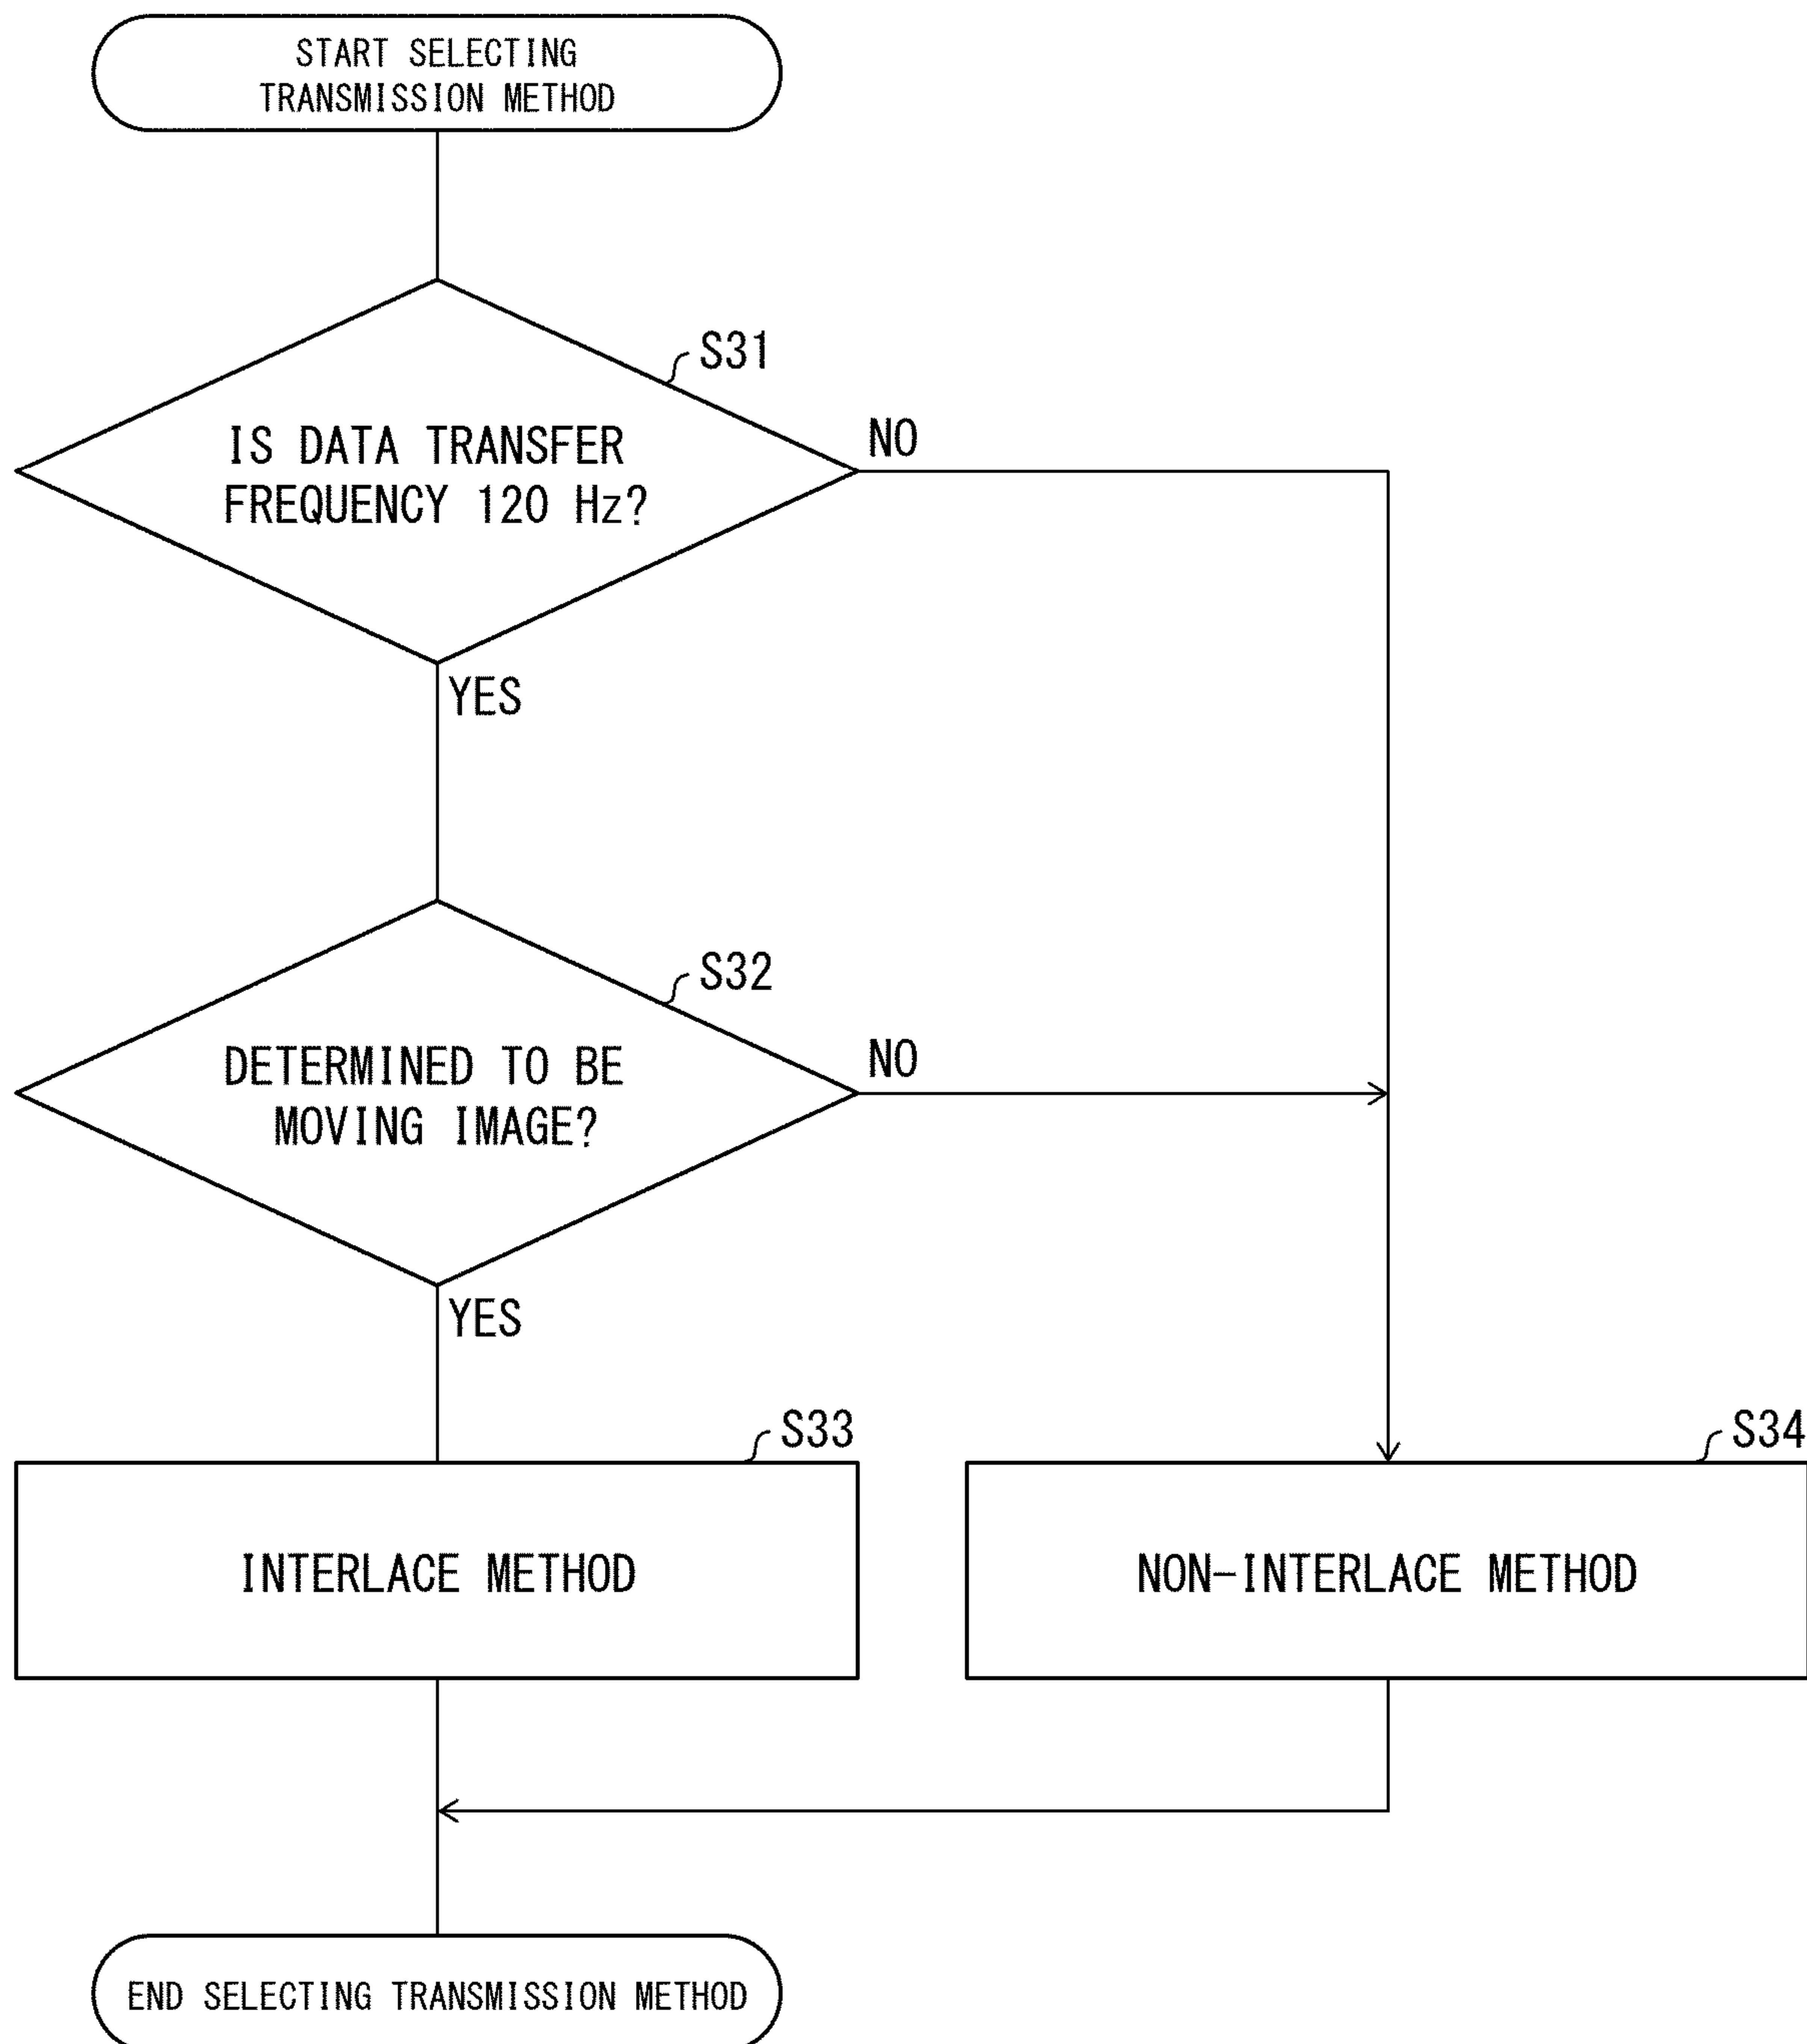 START SELECTING
TRANSMISSION METHOD
S31
IS DATA TRANSFER
FREQUENCY 120 Hz?
NO
YES
S32
DETERMINED TO BE
MOVING IMAGE?
NO
YES
S33
INTERLACE METHOD
S34
NON-INTERLACE METHOD
END SELECTING TRANSMISSION METHOD